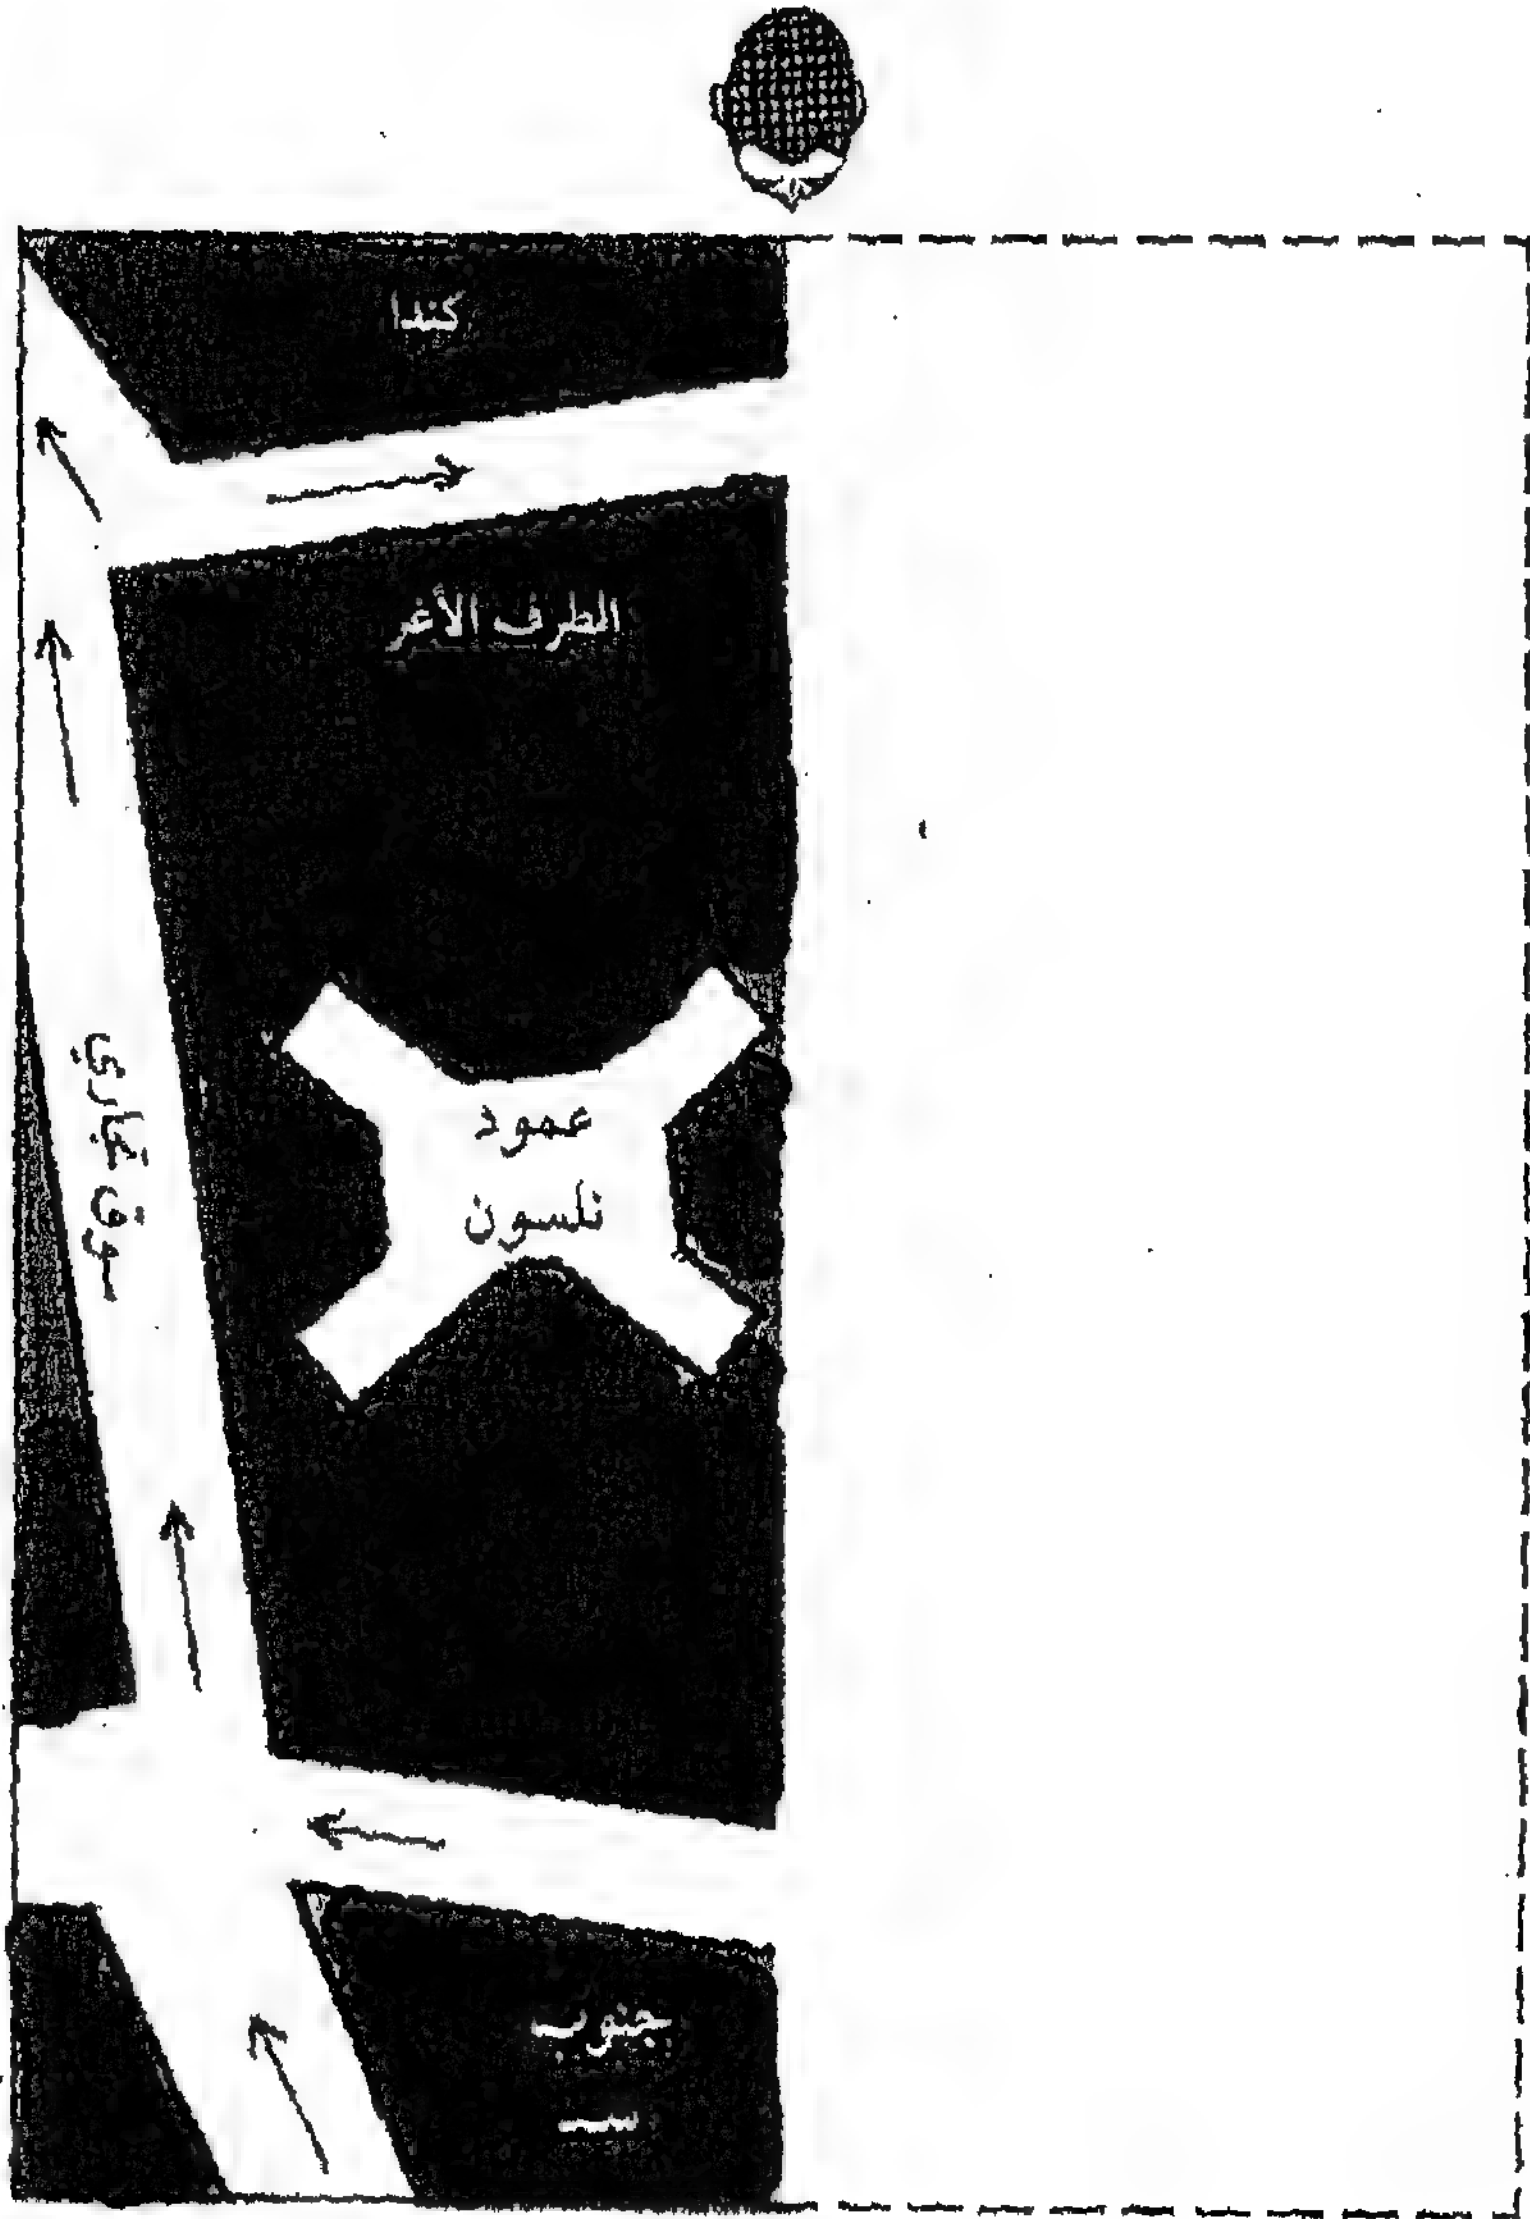 كندا
الطرف الأغر
عمود
نلسون
سوق تجاري
جنوب